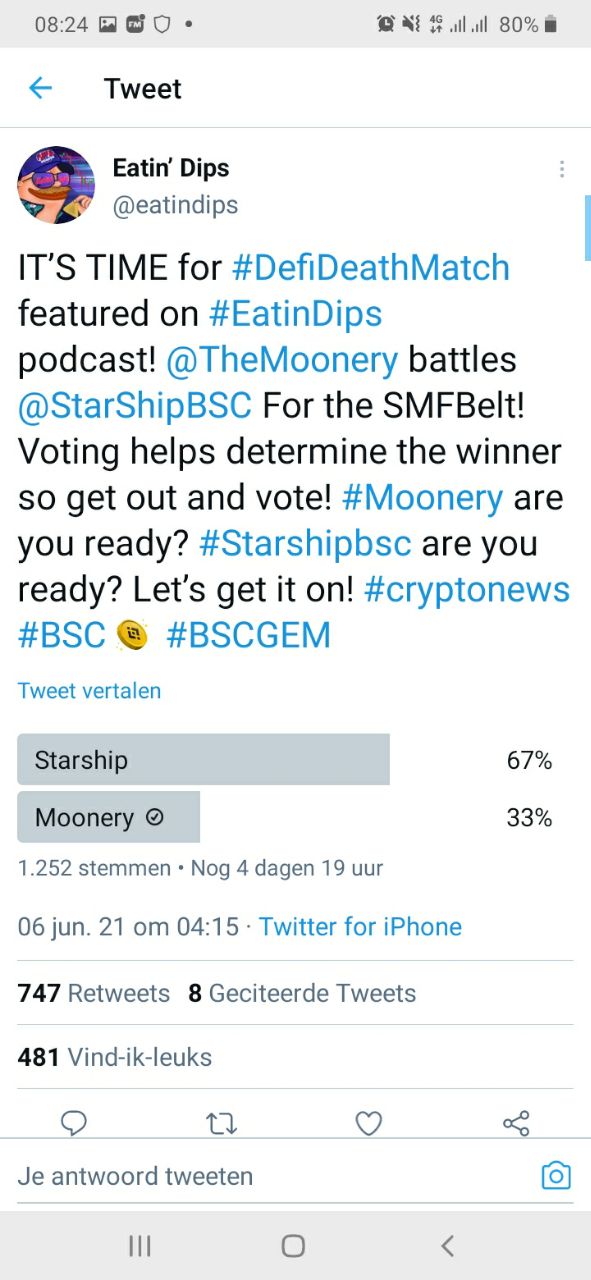 08:24 FM 4G 80%
Tweet
Eatin’ Dips
@eatindips
IT’S TIME for #DefiDeathMatch
featured on #EatinDips
podcast! @TheMoonery battles
@StarShipBSC For the SMFBelt!
Voting helps determine the winner
so get out and vote! #Moonery are
you ready? #Starshipbsc are you
ready? Let’s get it on! #cryptonews
#BSC #BSCGEM
Tweet vertalen
Starship 67%
Moonery 33%
1.252 stemmen • Nog 4 dagen 19 uur
06 jun. 21 om 04:15 · Twitter for iPhone
747 Retweets 8 Geciteerde Tweets
481 Vind-ik-leuks
Je antwoord tweeten